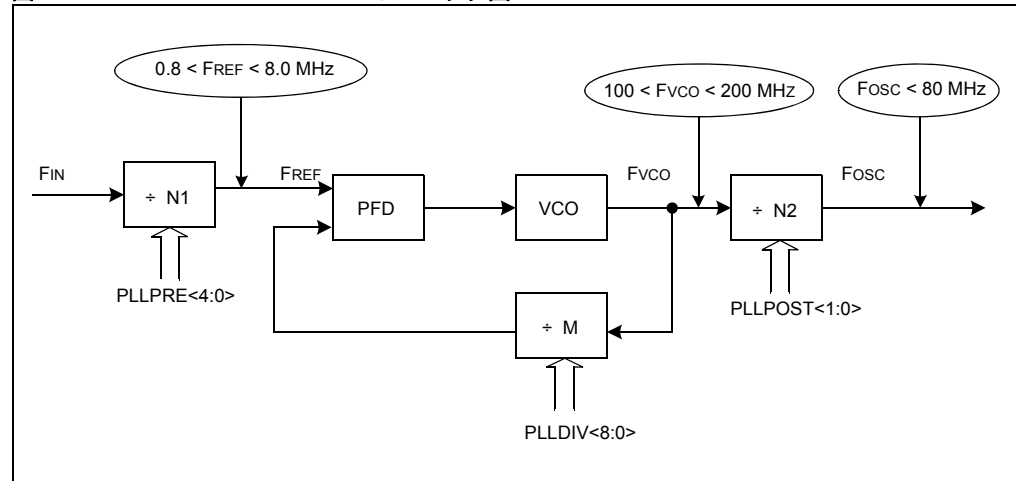 0.8 < FREF < 8.0 MHz
100 < FVCO < 200 MHZ
FOSC < 80 MHz
FIN
÷ N1
FREF
PFD
VCO
FVCO
÷ N2
FOSC
PLLPRE<4:0>
÷ M
PLLPOST<1:0>
PLLDIV<8:0>